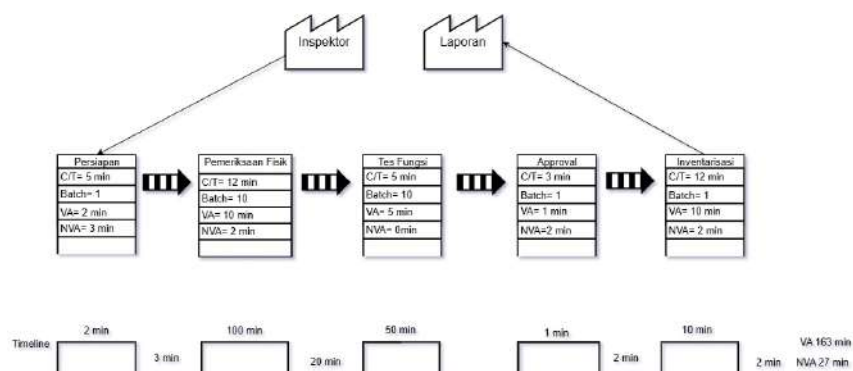 Inspektor
Laporan
Persiapan
C/T= 5 min
Batch= 1
VA= 2 min
NVA= 3 min
Pemeriksaan Fisik
C/T= 12 min
Batch= 10
VA= 10 min
NVA= 2 min
Tes Fungsi
C/T= 5 min
Batch= 10
VA= 5 min
NVA= 0min
Approval
C/T= 3 min
Batch= 1
VA= 1 min
NVA=2 min
Inventarisasi
C/T= 12 min
Batch= 1
VA= 10 min
NVA= 2 min
Timeline
2 min
3 min
100 min
20 min
50 min
1 min
2 min
10 min
2 min
VA 163 min
NVA 27 min